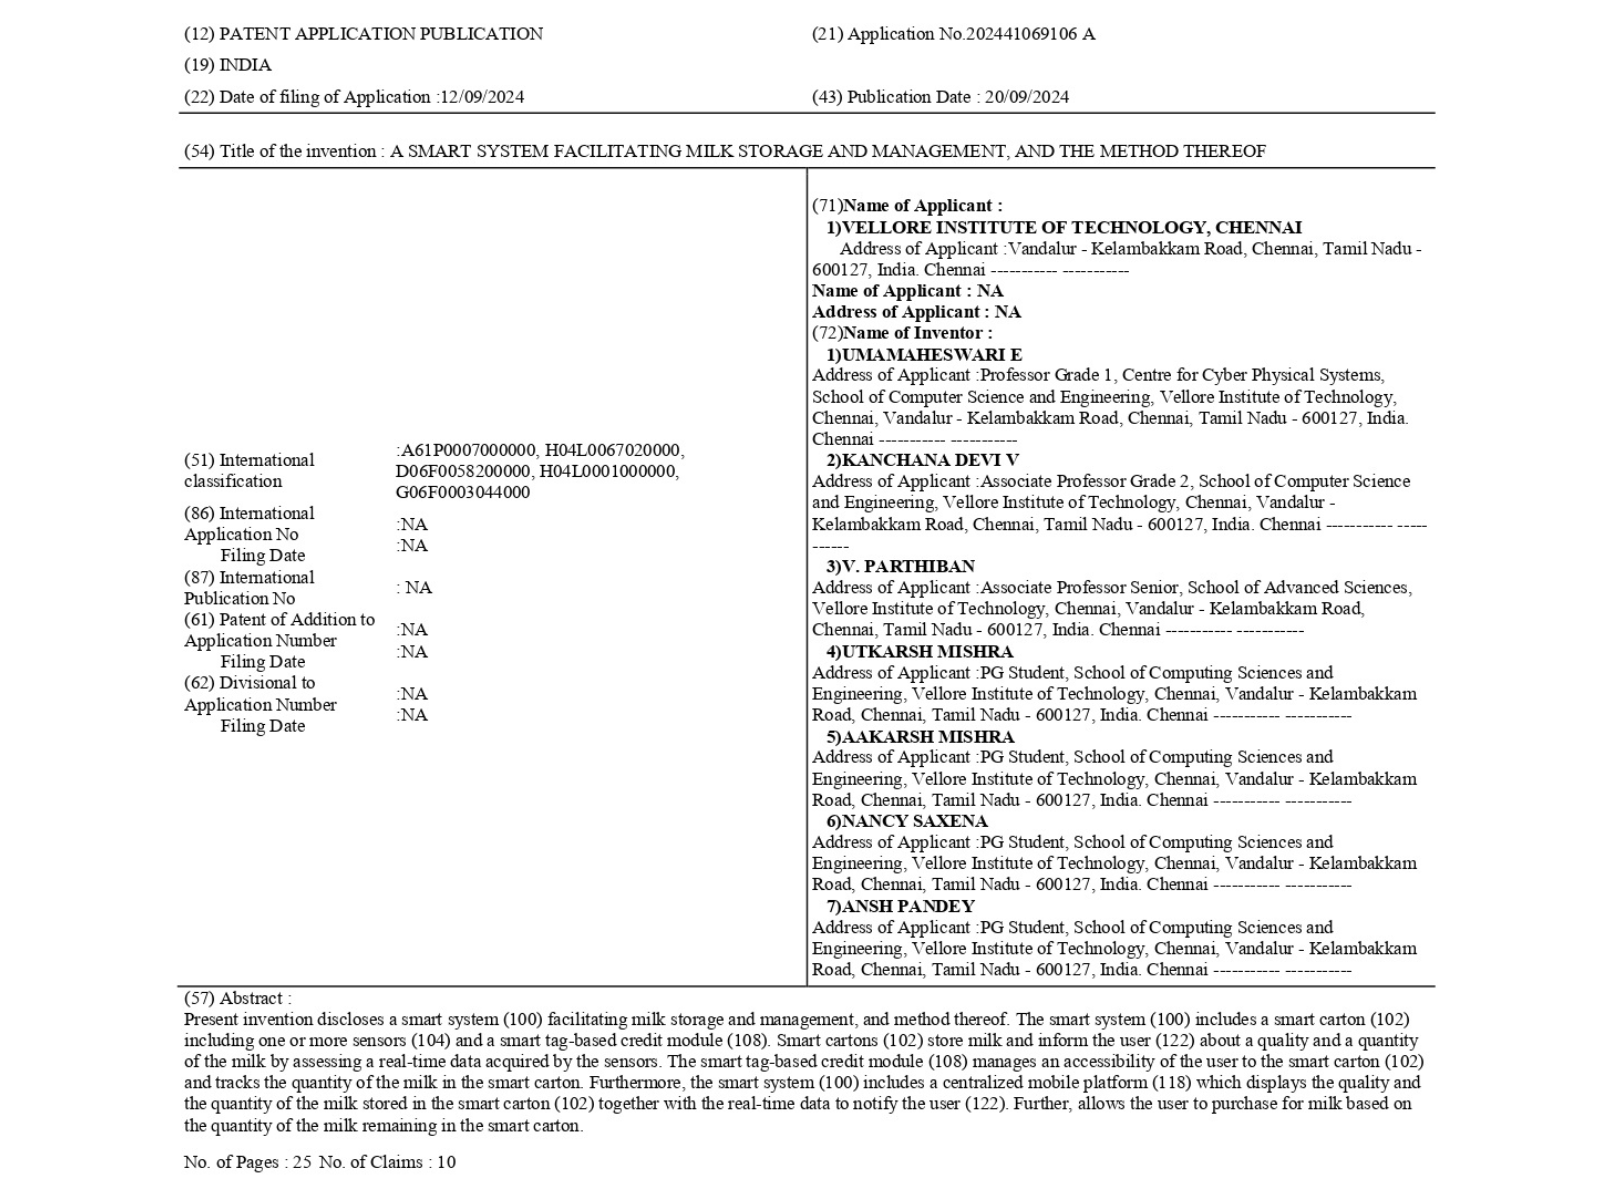 (12) PATENT APPLICATION PUBLICATION
(21) Application No.202441069106 A
(19) INDIA
(22) Date of filing of Application :12/09/2024
(43) Publication Date : 20/09/2024
(54) Title of the invention : A SMART SYSTEM FACILITATING MILK STORAGE AND MANAGEMENT, AND THE METHOD THEREOF
(51) International
classification
:A61P0007000000, H04L0067020000,
D06F0058200000, H04L0001000000,
G06F0003044000
(86) International
Application No
Filing Date
:NA
:NA
(87) International
Publication No
: NA
(61) Patent of Addition to
Application Number
Filing Date
:NA
:NA
(62) Divisional to
Application Number
Filing Date
:NA
:NA
(71)Name of Applicant :
1)VELLORE INSTITUTE OF TECHNOLOGY, CHENNAI
Address of Applicant :Vandalur - Kelambakkam Road, Chennai, Tamil Nadu -
600127, India. Chennai ----------- -----------
Name of Applicant : NA
Address of Applicant : NA
(72)Name of Inventor :
1)UMAMAHESWARI E
Address of Applicant :Professor Grade 1, Centre for Cyber Physical Systems,
School of Computer Science and Engineering, Vellore Institute of Technology,
Chennai, Vandalur - Kelambakkam Road, Chennai, Tamil Nadu - 600127, India.
Chennai ----------- -----------
2)KANCHANA DEVI V
Address of Applicant :Associate Professor Grade 2, School of Computer Science
and Engineering, Vellore Institute of Technology, Chennai, Vandalur -
Kelambakkam Road, Chennai, Tamil Nadu - 600127, India. Chennai ----------- -----
------
3)V. PARTHIBAN
Address of Applicant :Associate Professor Senior, School of Advanced Sciences,
Vellore Institute of Technology, Chennai, Vandalur - Kelambakkam Road,
Chennai, Tamil Nadu - 600127, India. Chennai ----------- -----------
4)UTKARSH MISHRA
Address of Applicant :PG Student, School of Computing Sciences and
Engineering, Vellore Institute of Technology, Chennai, Vandalur - Kelambakkam
Road, Chennai, Tamil Nadu - 600127, India. Chennai ----------- -----------
5)AAKARSH MISHRA
Address of Applicant :PG Student, School of Computing Sciences and
Engineering, Vellore Institute of Technology, Chennai, Vandalur - Kelambakkam
Road, Chennai, Tamil Nadu - 600127, India. Chennai ----------- -----------
6)NANCY SAXENA
Address of Applicant :PG Student, School of Computing Sciences and
Engineering, Vellore Institute of Technology, Chennai, Vandalur - Kelambakkam
Road, Chennai, Tamil Nadu - 600127, India. Chennai ----------- -----------
7)ANSH PANDEY
Address of Applicant :PG Student, School of Computing Sciences and
Engineering, Vellore Institute of Technology, Chennai, Vandalur - Kelambakkam
Road, Chennai, Tamil Nadu - 600127, India. Chennai ----------- -----------
(57) Abstract :
Present invention discloses a smart system (100) facilitating milk storage and management, and method thereof. The smart system (100) includes a smart carton (102)
including one or more sensors (104) and a smart tag-based credit module (108). Smart cartons (102) store milk and inform the user (122) about a quality and a quantity
of the milk by assessing a real-time data acquired by the sensors. The smart tag-based credit module (108) manages an accessibility of the user to the smart carton (102)
and tracks the quantity of the milk in the smart carton. Furthermore, the smart system (100) includes a centralized mobile platform (118) which displays the quality and
the quantity of the milk stored in the smart carton (102) together with the real-time data to notify the user (122). Further, allows the user to purchase for milk based on
the quantity of the milk remaining in the smart carton.
No. of Pages : 25 No. of Claims : 10